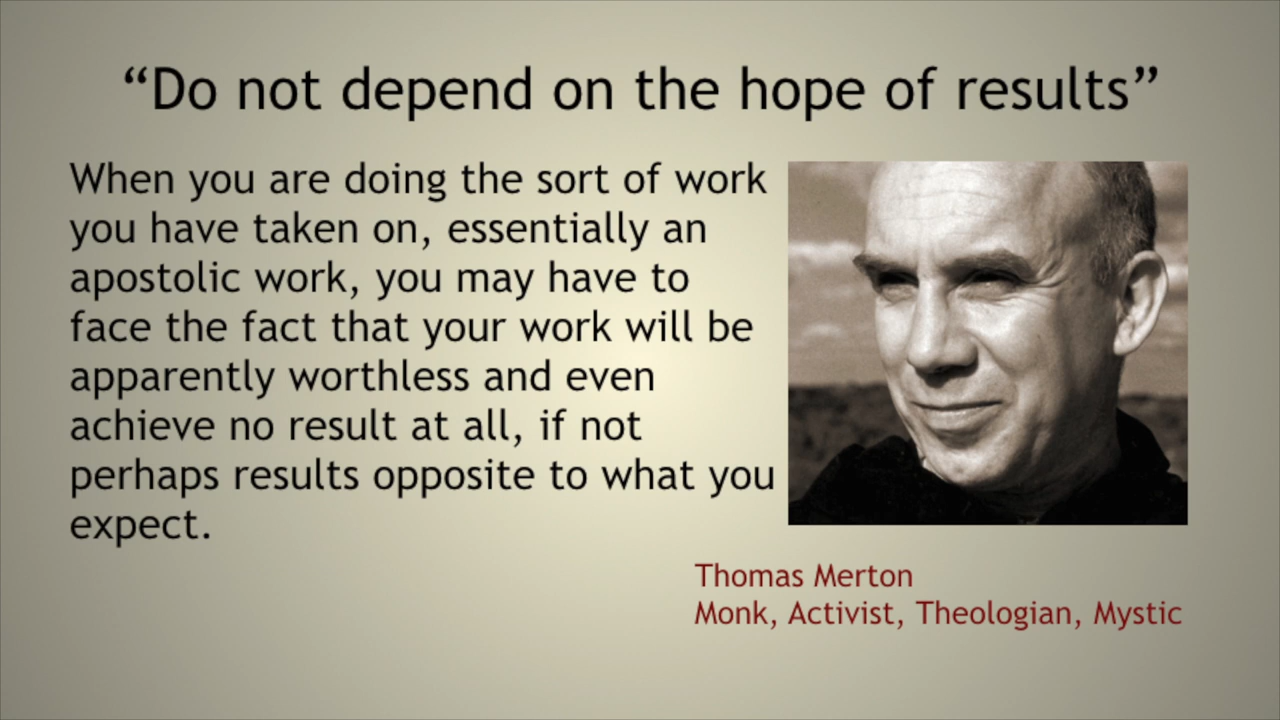 “Do not depend on the hope of results”
When you are doing the sort of work
you have taken on, essentially an
apostolic work, you may have to
face the fact that your work will be
apparently worthless and even
achieve no result at all, if not
perhaps results opposite to what you
expect.
Thomas Merton
Monk, Activist, Theologian, Mystic